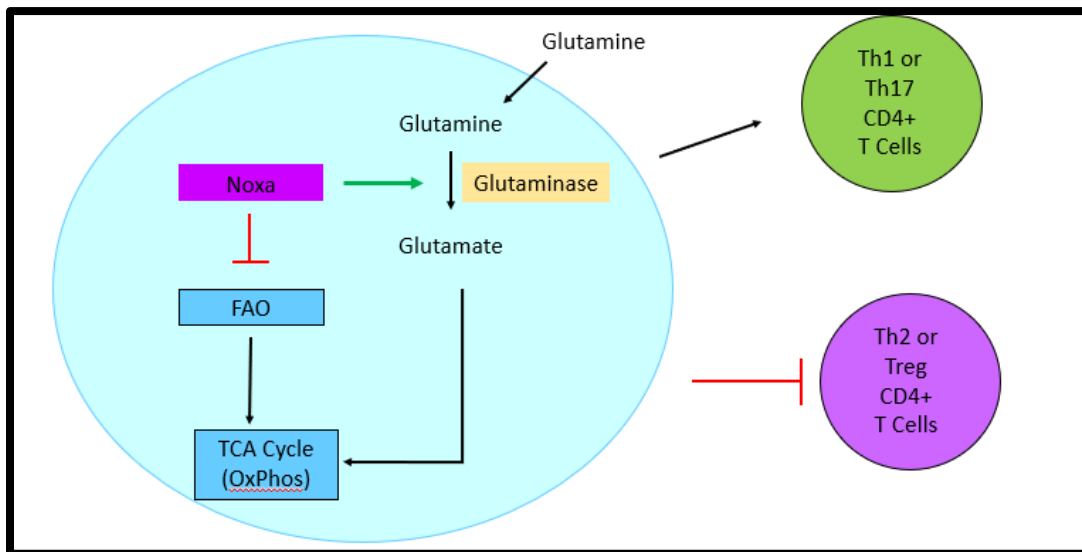 Glutamine
Th1 or
Th17
CD4+
T Cells
Glutamine
Noxa
Glutaminase
Glutamate
FAO
Th2 or
Treg
CD4+
T Cells
TCA Cycle
(OxPhos)